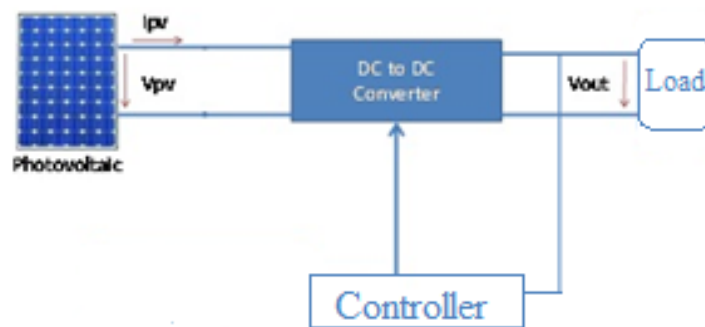 Ipv
Vpv
Photovoltaic
DC to DC
Converter
Vout
Load
Controller